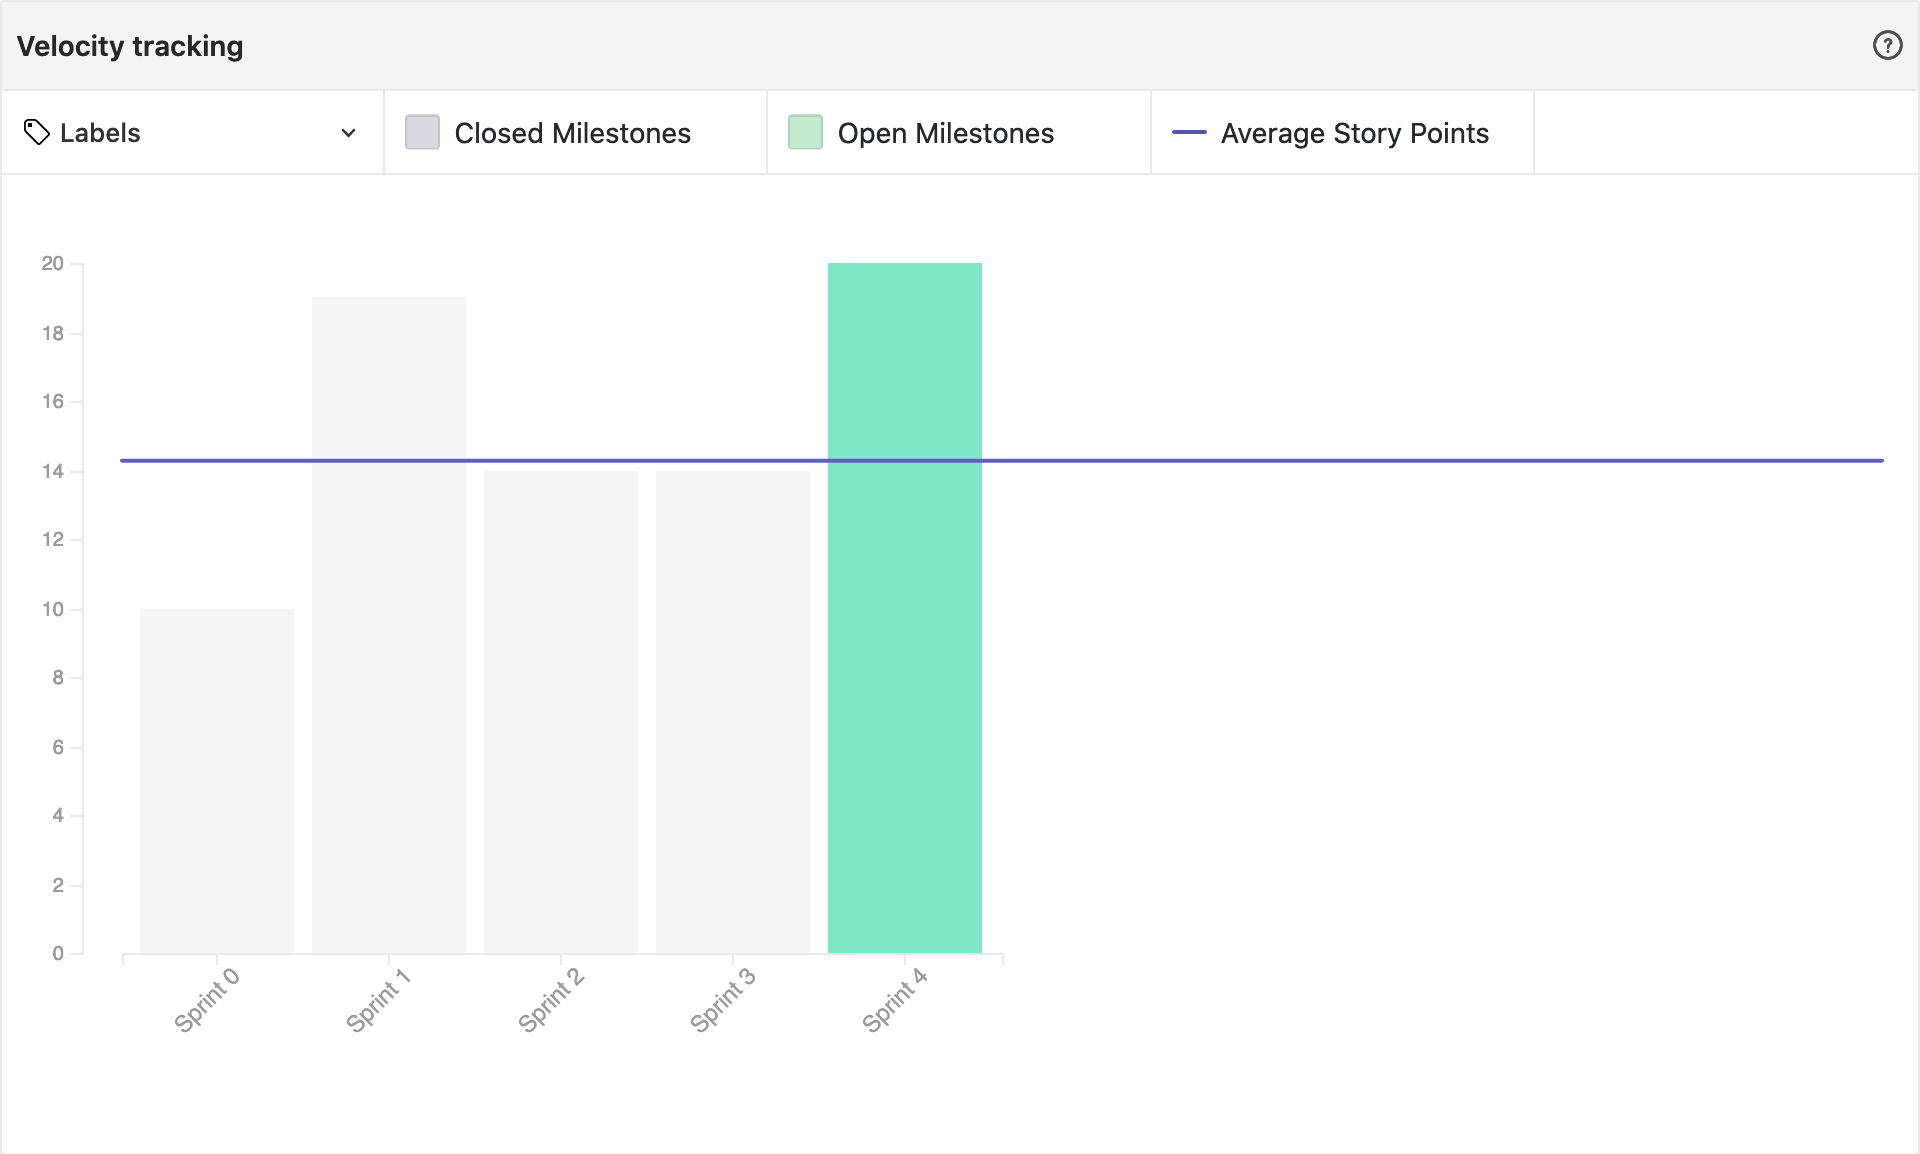 Velocity tracking
Labels
Closed Milestones
Open Milestones
Average Story Points
20
18
16
14
12
10
8
6
4
2
0
Sprint 0
Sprint 1
Sprint 2
Sprint 3
Sprint 4